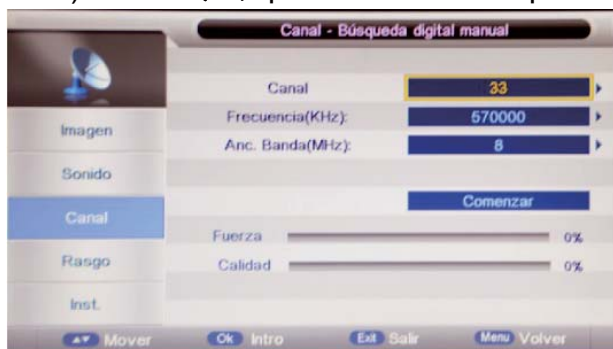 Canal - Búsqueda digital manual
Canal 33
Frecuencia(KHz): 570000
Anc. Banda(MHz): 8
Comenzar
Fuerza 0%
Calidad 0%
Imagen
Sonido
Canal
Rasgo
Inst.
Mover Ok Intro Exit Salir Menu Volver